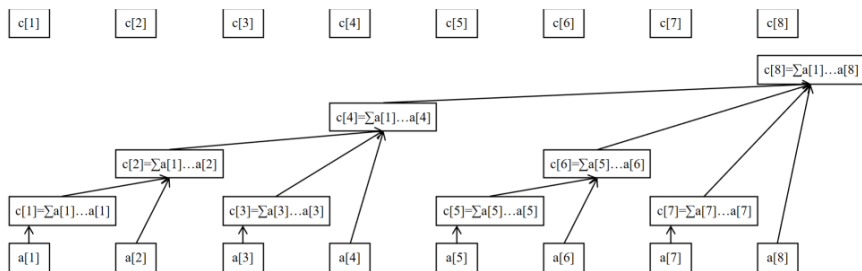 c[1] c[2] c[3] c[4] c[5] c[6] c[7] c[8]
c[8]=∑a[1]…a[8]
c[4]=∑a[1]…a[4]
c[2]=∑a[1]…a[2] c[6]=∑a[5]…a[6]
c[1]=∑a[1]…a[1] c[3]=∑a[3]…a[3] c[5]=∑a[5]…a[5] c[7]=∑a[7]…a[7]
a[1] a[2] a[3] a[4] a[5] a[6] a[7] a[8]